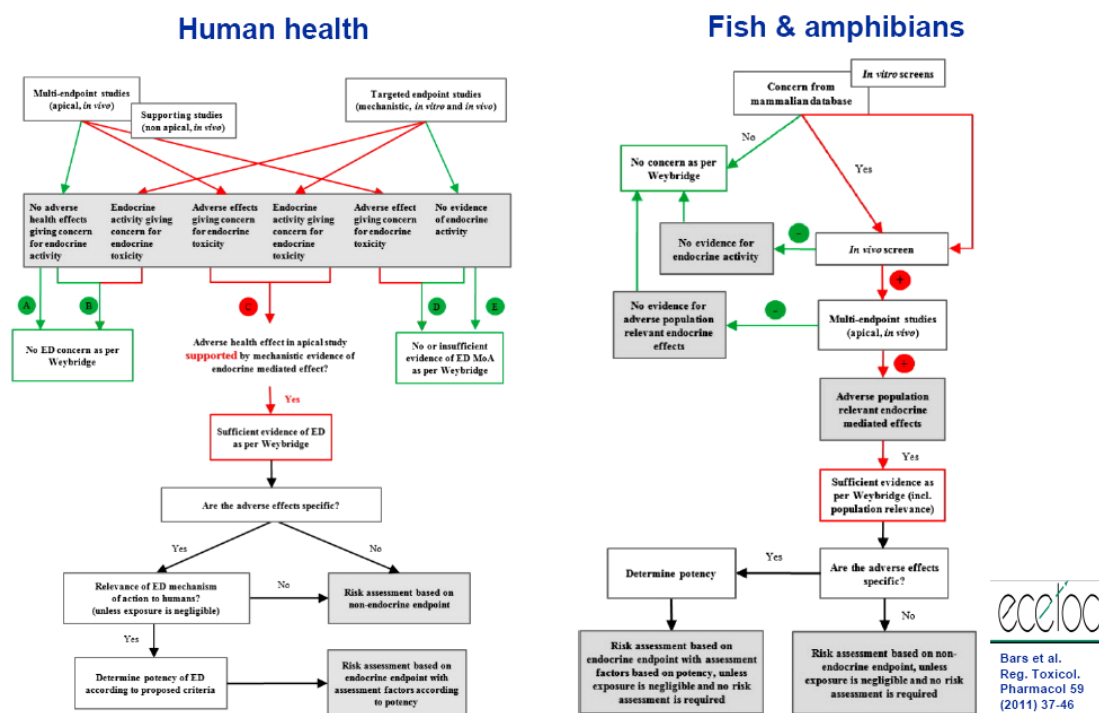 Human health
Multi-endpoint studies
(apical, in vivo)
Supporting studies
(non apical, in vivo)
Targeted endpoint studies
(mechanistic, in vitro and in vivo)
No adverse
health effects
giving concern
for endocrine
activity
Endocrine
activity giving
concern for
endocrine
toxicity
Adverse effects
giving concern
for endocrine
toxicity
Endocrine
activity giving
concern for
endocrine
toxicity
Adverse effect
giving concern
for endocrine
toxicity
No evidence
of endocrine
activity
A
B
C
D
E
No ED concern as per
Weybridge
Adverse health effect in apical study
supported by mechanistic evidence of
endocrine mediated effect?
No or insufficient
evidence of ED MoA
as per Weybridge
Yes
Sufficient evidence of ED
as per Weybridge
Are the adverse effects specific?
Yes
No
Relevance of ED mechanism
of action to humans?
(unless exposure is negligible)
No
Risk assessment based on
non-endocrine endpoint
Yes
Determine potency of ED
according to proposed criteria
Risk assessment based on
endocrine endpoint with
assessment factors according
to potency
Fish & amphibians
In vitro screens
Concern from
mammalian database
No
Yes
No concern as per
Weybridge
No evidence for
endocrine activity
-
In vivo screen
+
No evidence for
adverse population
relevant endocrine
effects
-
Multi-endpoint studies
(apical, in vivo)
+
Adverse population
relevant endocrine
mediated effects
Yes
Sufficient evidence as
per Weybridge (incl.
population relevance)
Determine potency
Yes
Are the adverse effects
specific?
No
Risk assessment based on
endocrine endpoint with assessment
factors based on potency, unless
exposure is negligible and no risk
assessment is required
Risk assessment based on non-
endocrine endpoint, unless
exposure is negligible and no risk
assessment is required
ecetoc
Bars et al.
Reg. Toxicol.
Pharmacol 59
(2011) 37-46